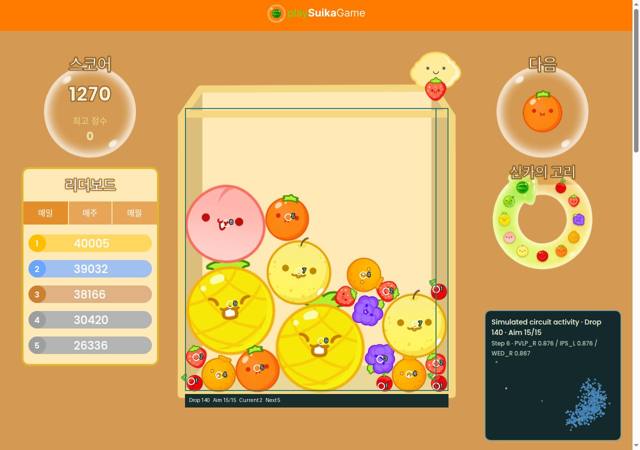 playSuikaGame
스코어
1270
최고 점수
0
다음
신카의 고리
리더보드
매일
매주
매월
1 40005
2 39032
3 38166
4 30420
5 26336
Simulated circuit activity · Drop
140 · Aim 15/15
Step 6 · PVLP_R 0.876 / IPS_L 0.876 /
WED_R 0.867
Drop 140 Aim 15/15 Current 2 Next 5